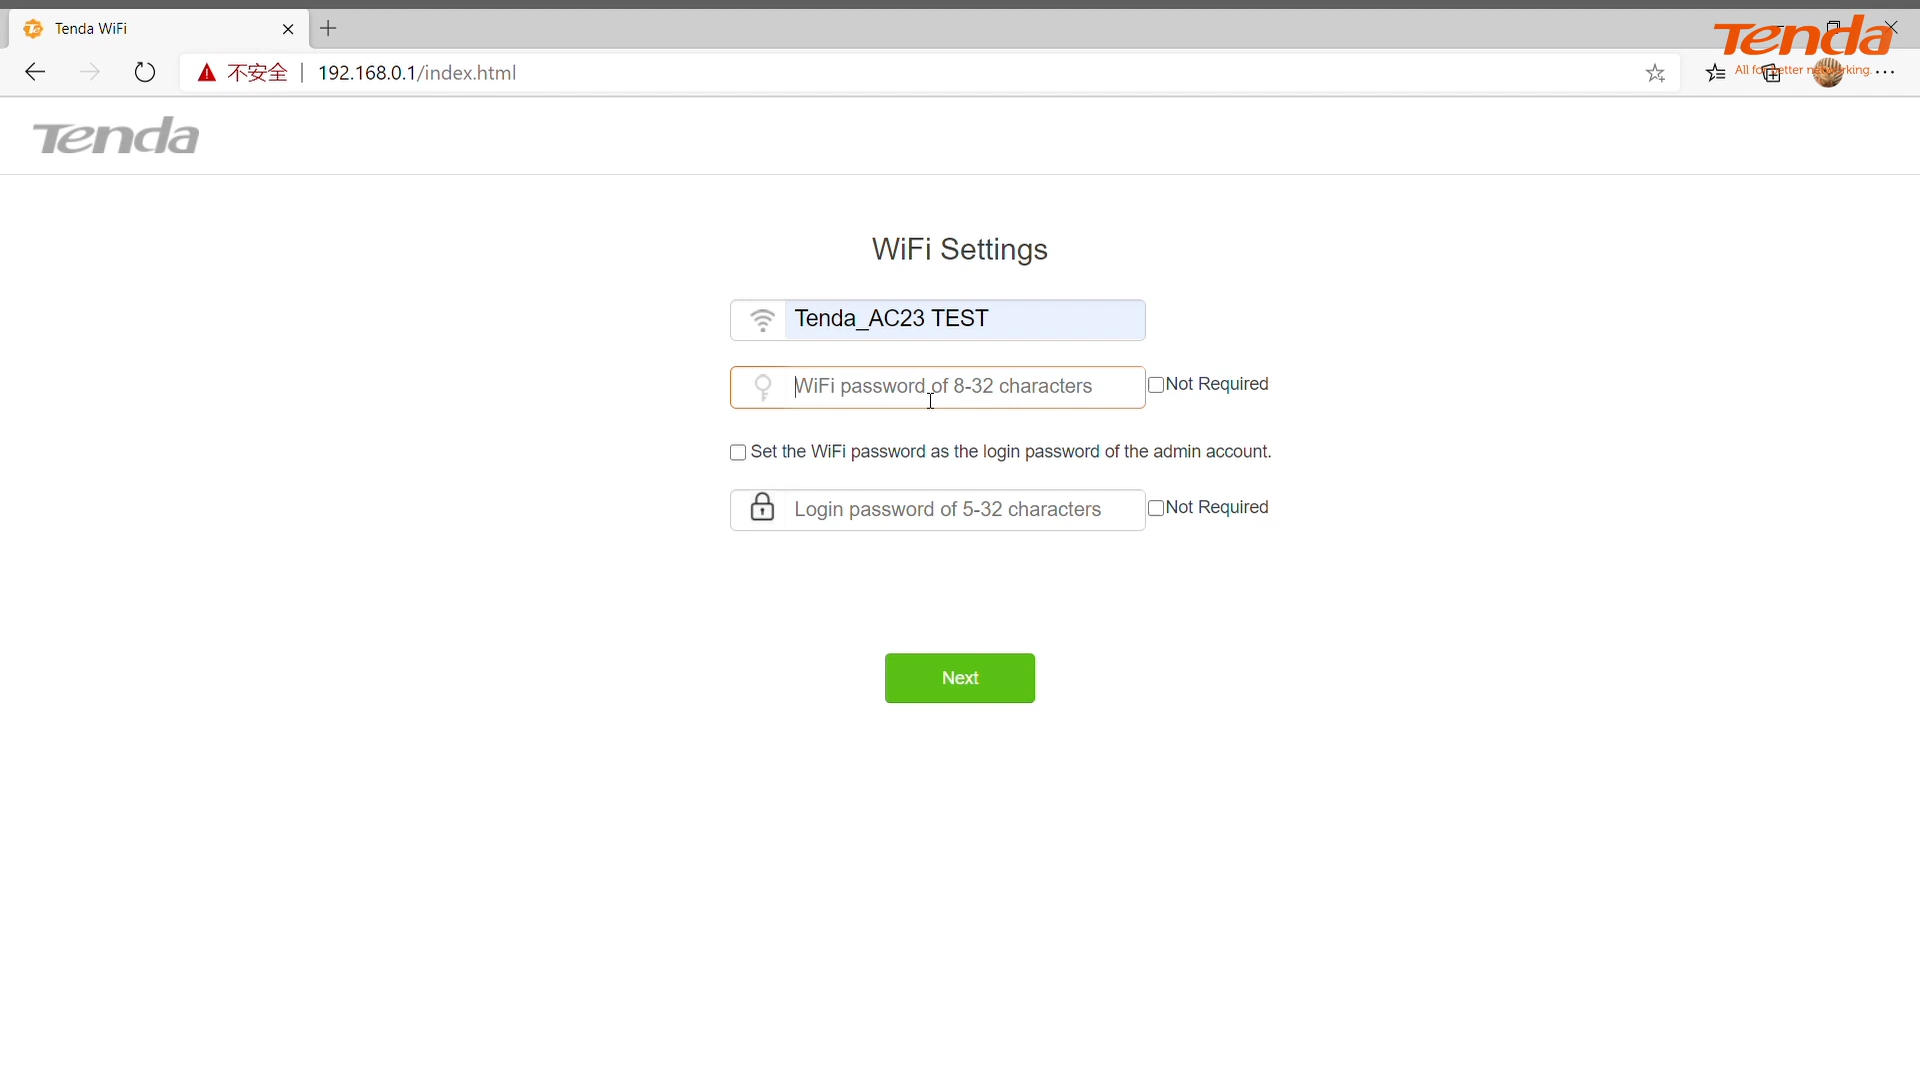 Tenda WiFi
Tenda
不安全 | 192.168.0.1/index.html
All for better networking.
Tenda
WiFi Settings
Tenda_AC23 TEST
WiFi password of 8-32 characters
Not Required
Set the WiFi password as the login password of the admin account.
Login password of 5-32 characters
Not Required
Next